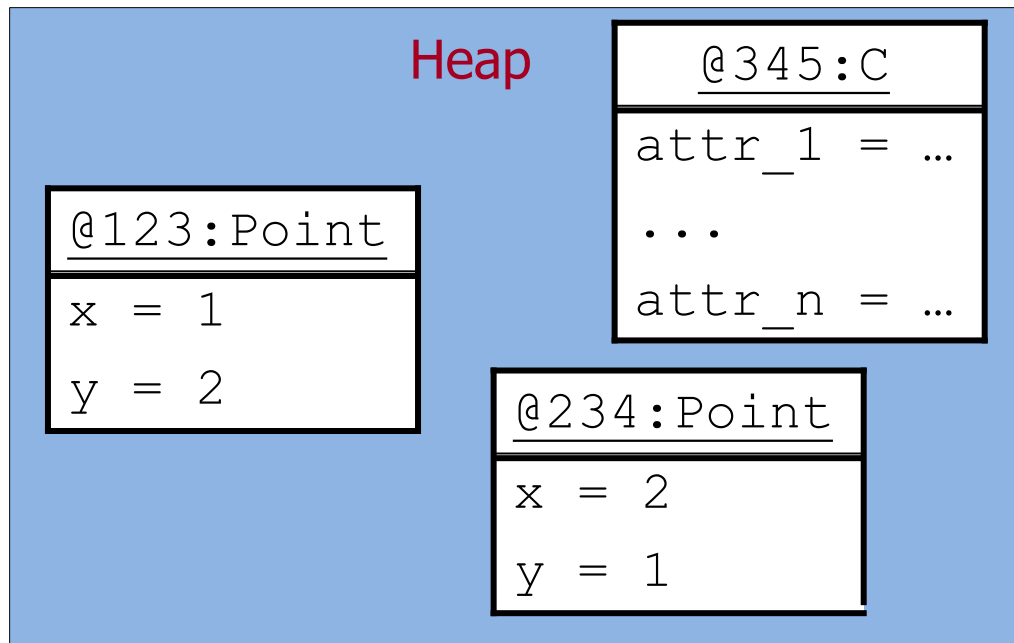 Heap
@345:C
attr_1 = …
...
attr_n = …
@123:Point
x = 1
y = 2
@234:Point
x = 2
y = 1